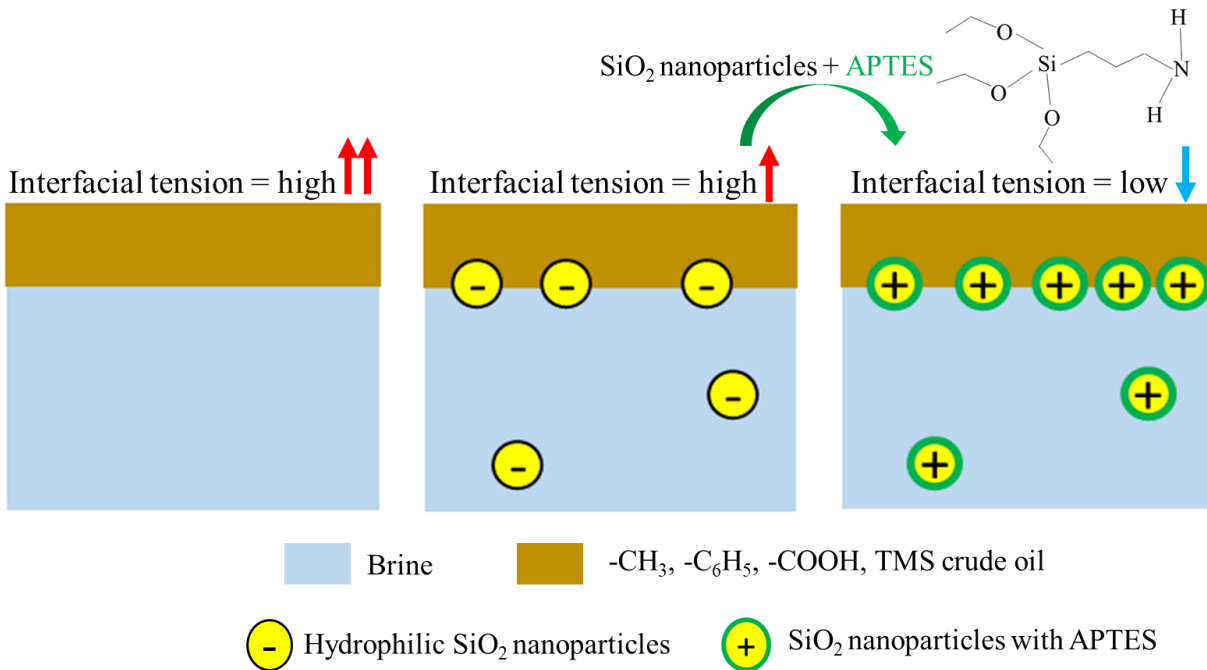 SiO₂ nanoparticles + APTES
O
Si
O
O
N
H
H
Interfacial tension = high
Interfacial tension = high
Interfacial tension = low
- - -
- -
+ + + + +
+ +
Brine
-CH₃, -C₆H₅, -COOH, TMS crude oil
- Hydrophilic SiO₂ nanoparticles
+ SiO₂ nanoparticles with APTES